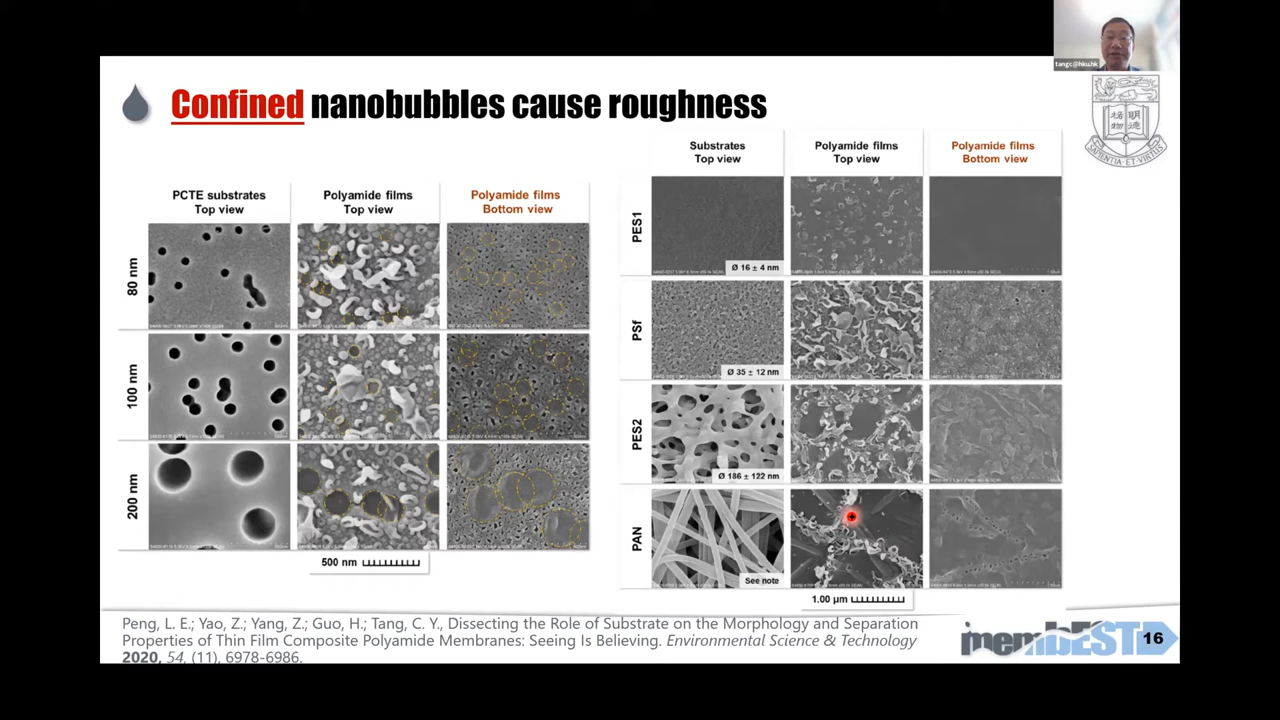 tangc@hku.hk
Confined nanobubbles cause roughness
SAPIENTIA·ET·VIRTUS
PCTE substrates
Top view
Polyamide films
Top view
Polyamide films
Bottom view
80 nm
100 nm
200 nm
500 nm
Substrates
Top view
Polyamide films
Top view
Polyamide films
Bottom view
PES1
Ø 16 ± 4 nm
PSf
Ø 35 ± 12 nm
PES2
Ø 186 ± 122 nm
PAN
See note
1.00 μm
Peng, L. E.; Yao, Z.; Yang, Z.; Guo, H.; Tang, C. Y., Dissecting the Role of Substrate on the Morphology and Separation
Properties of Thin Film Composite Polyamide Membranes: Seeing Is Believing. Environmental Science & Technology
2020, 54, (11), 6978-6986.
membEST
16